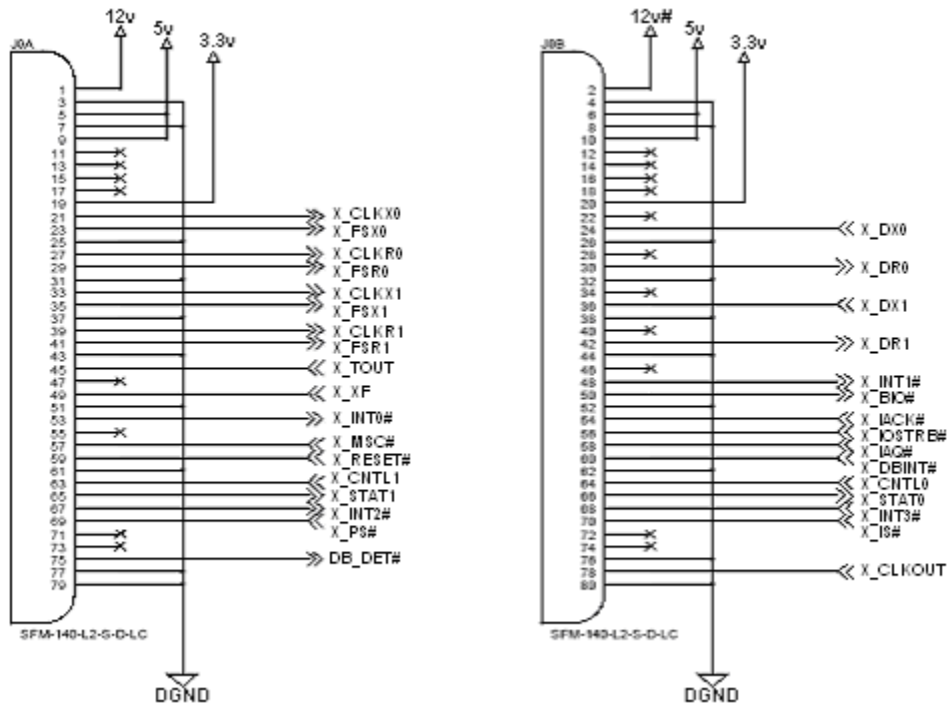 12v
5v
3.3v
J0A
1
3
5
7
9
11
13
15
17
19
21
23
25
27
29
31
33
35
37
39
41
43
45
47
49
51
53
55
57
59
61
63
65
67
69
71
73
75
77
79
X_CLKX0
X_FSX0
X_CLKR0
X_FSR0
X_CLKX1
X_FSX1
X_CLKR1
X_FSR1
X_TOUT
X_XF
X_INT0#
X_MSC#
X_RESET#
X_CNTL1
X_STAT1
X_INT2#
X_PS#
DB_DET#
SFM-140-L2-S-D-LC
DGND
12v#
5v
3.3v
J0B
2
4
6
8
10
12
14
16
18
20
22
24
26
28
30
32
34
36
38
40
42
44
46
48
50
52
54
56
58
60
62
64
66
68
70
72
74
76
78
80
X_DX0
X_DR0
X_DX1
X_DR1
X_INT1#
X_BIO#
X_IACK#
X_IOSTRB#
X_IAQ#
X_DBINT#
X_CNTL0
X_STAT0
X_INT3#
X_IS#
X_CLKOUT
SFM-140-L2-S-D-LC
DGND